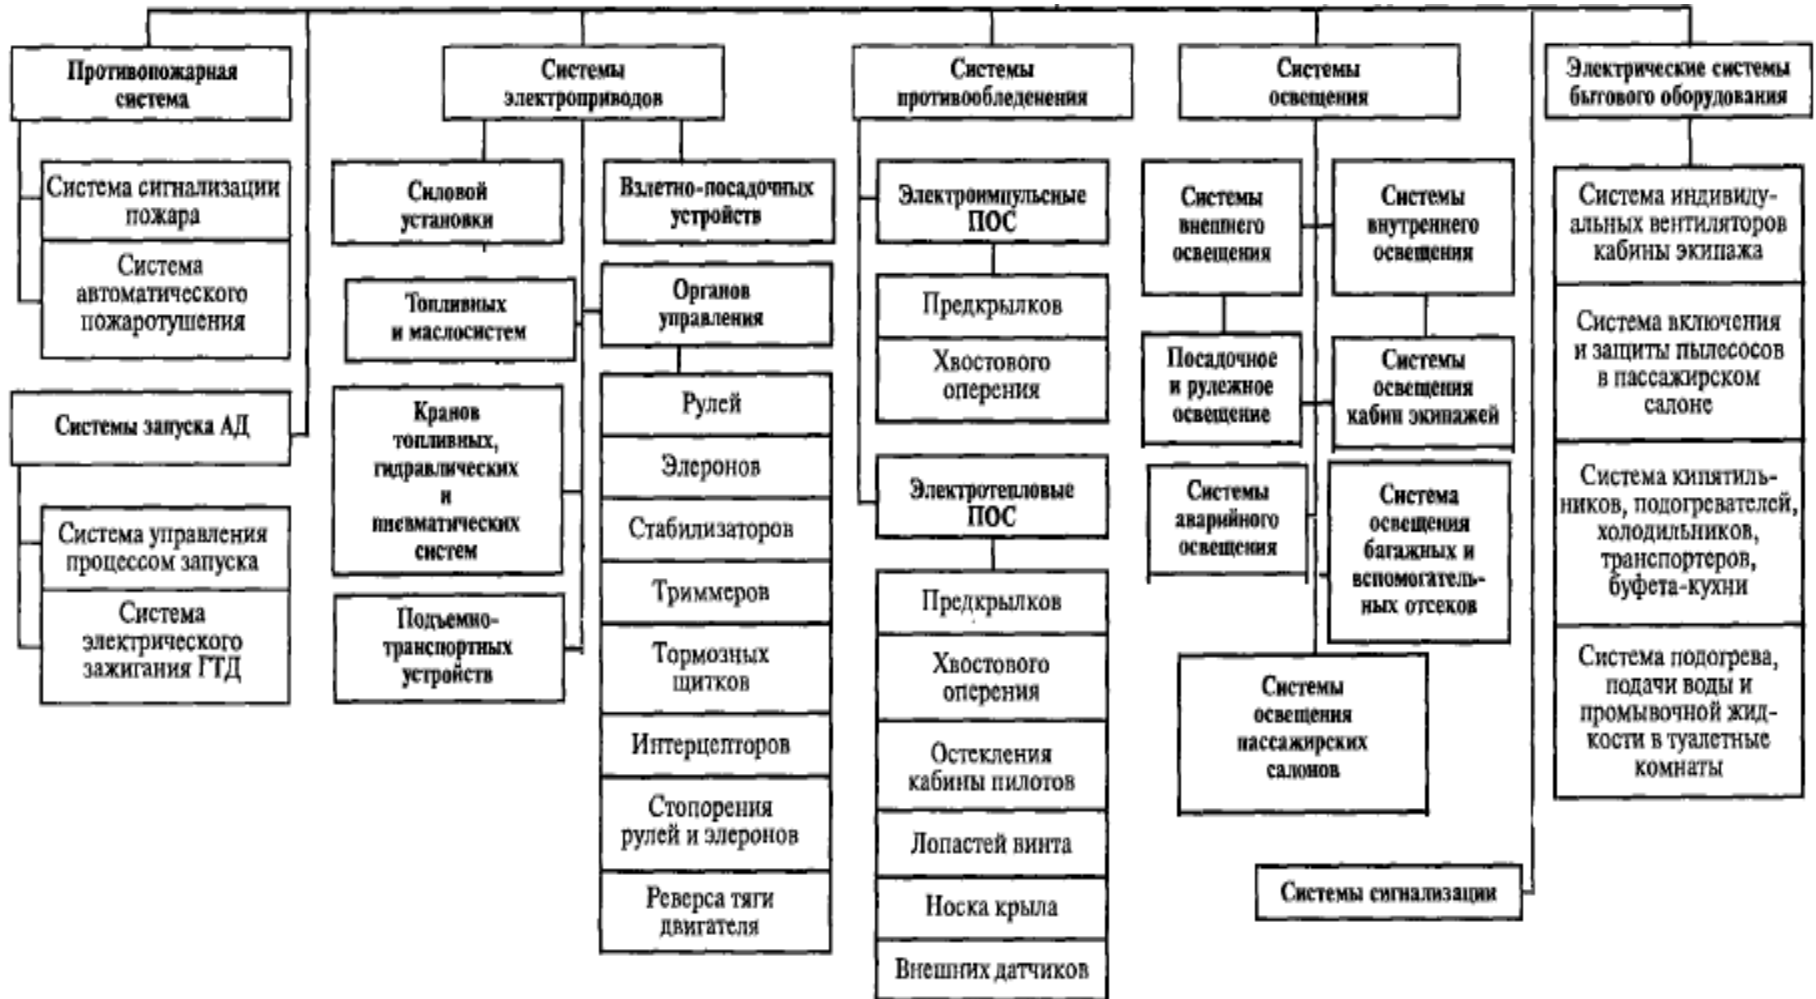 Противопожарная
система
Система сигнализации
пожара
Система
автоматического
пожаротушения
Системы запуска АД
Система управления
процессом запуска
Система
электрического
зажигания ГТД
Системы
электроприводов
Силовой
установки
Топливных
и маслосистем
Кранов
топливных,
гидравлических
и
пневматических
систем
Подъемно-
транспортных
устройств
Взлетно-посадочных
устройств
Органов
управления
Рулей
Элеронов
Стабилизаторов
Триммеров
Тормозных
щитков
Интерцепторов
Стопорения
рулей и элеронов
Реверса тяги
двигателя
Системы
противообледенения
Электроимпульсные
ПОС
Предкрылков
Хвостового
оперения
Электротепловые
ПОС
Предкрылков
Хвостового
оперения
Остекления
кабины пилотов
Лопастей винта
Носка крыла
Внешних датчиков
Системы
освещения
Системы
внешнего
освещения
Посадочное
и рулежное
освещение
Системы
аварийного
освещения
Системы
внутреннего
освещения
Системы
освещения
кабин экипажей
Система
освещения
багажных и
вспомогатель-
ных отсеков
Системы
освещения
пассажирских
салонов
Системы сигнализации
Электрические системы
бытового оборудования
Система индивиду-
альных вентиляторов
кабины экипажа
Система включения
и защиты пылесосов
в пассажирском
салоне
Система кипятиль-
ников, подогревателей,
холодильников,
транспортеров,
буфета-кухни
Система подогрева,
подачи воды и
промывочной жид-
кости в туалетные
комнаты